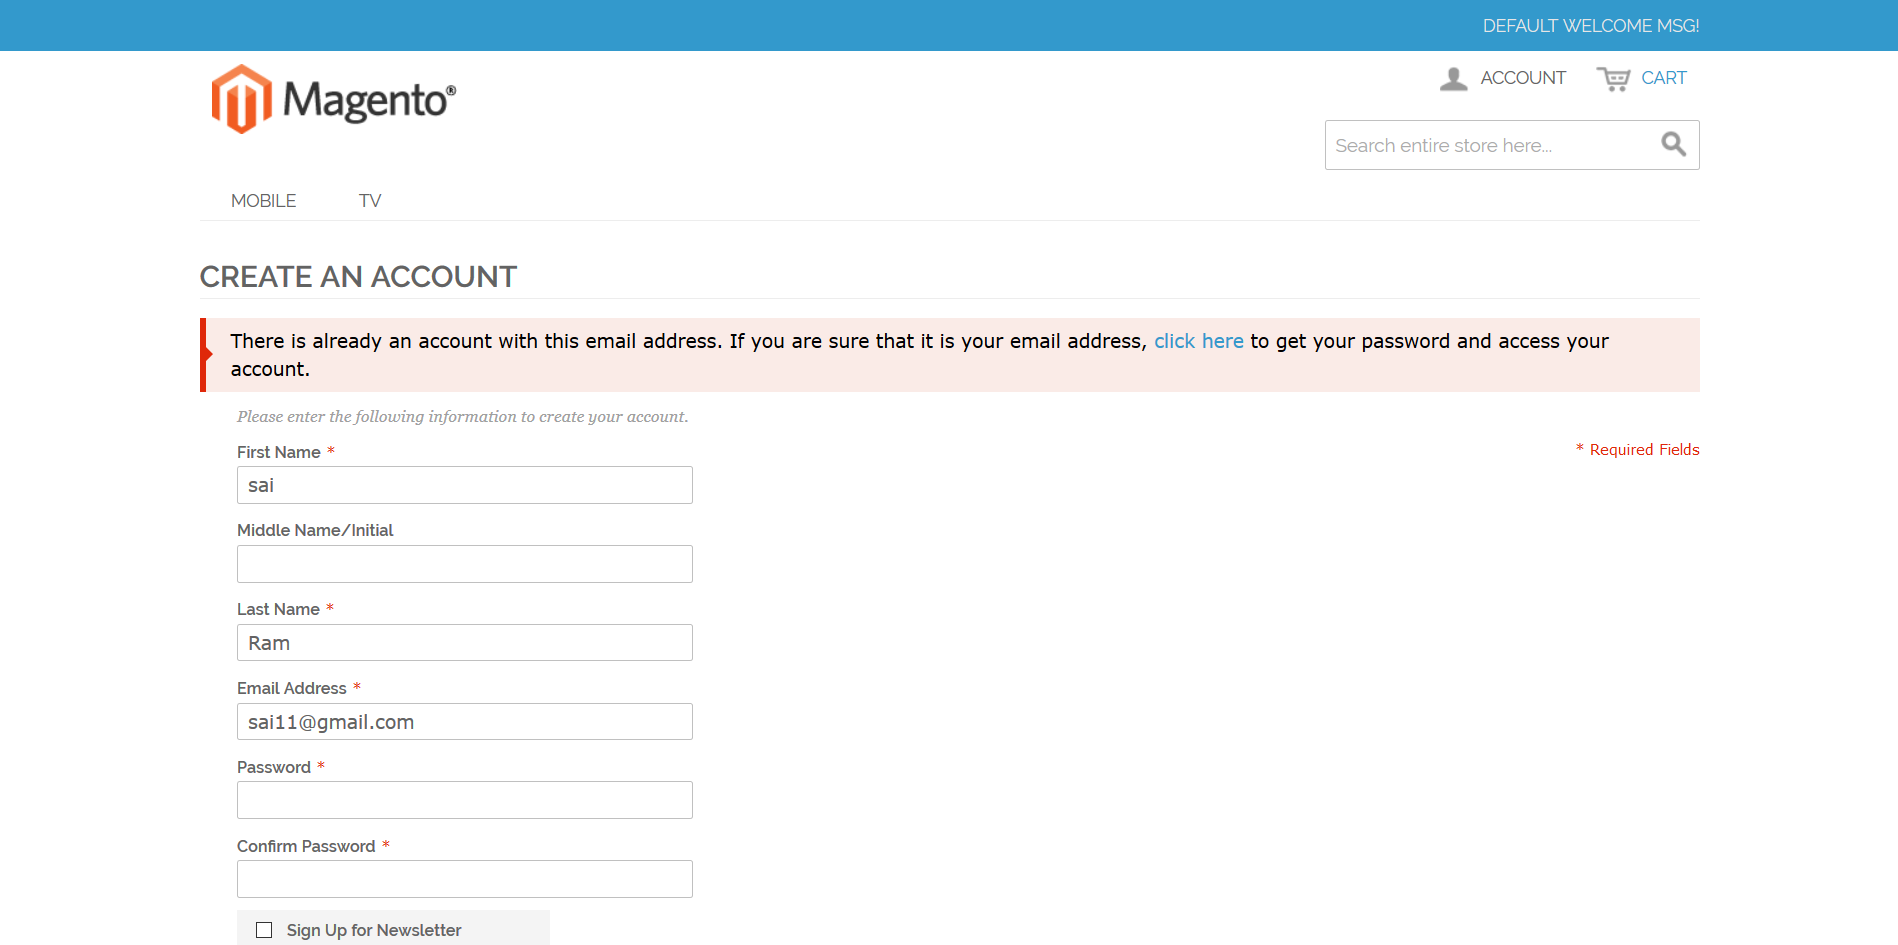 DEFAULT WELCOME MSG!
Magento®
ACCOUNT
CART
Search entire store here...
MOBILE
TV
CREATE AN ACCOUNT
There is already an account with this email address. If you are sure that it is your email address, click here to get your password and access your
account.
Please enter the following information to create your account.
First Name *
* Required Fields
sai
Middle Name/Initial
Last Name *
Ram
Email Address *
sai11@gmail.com
Password *
Confirm Password *
Sign Up for Newsletter